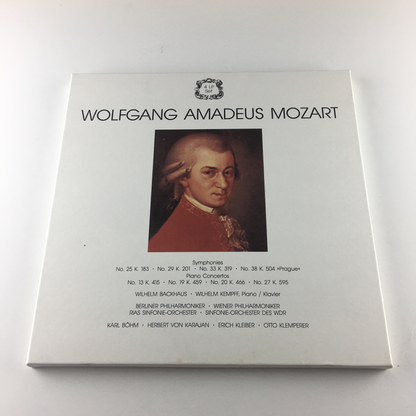 4 LP
Set
WOLFGANG AMADEUS MOZART
Symphonies
No. 25 K. 183 · No. 29 K. 201 · No. 33 K. 319 · No. 38 K. 504 «Prague»
Piano Concertos
No. 13 K. 415 · No. 19 K. 459 · No. 20 K. 466 · No. 27 K. 595
WILHELM BACKHAUS · WILHELM KEMPFF, Piano / Klavier
BERLINER PHILHARMONIKER · WIENER PHILHARMONIKER
RIAS SINFONIE-ORCHESTER · SINFONIE-ORCHESTER DES WDR
KARL BÖHM · HERBERT VON KARAJAN · ERICH KLEIBER · OTTO KLEMPERER